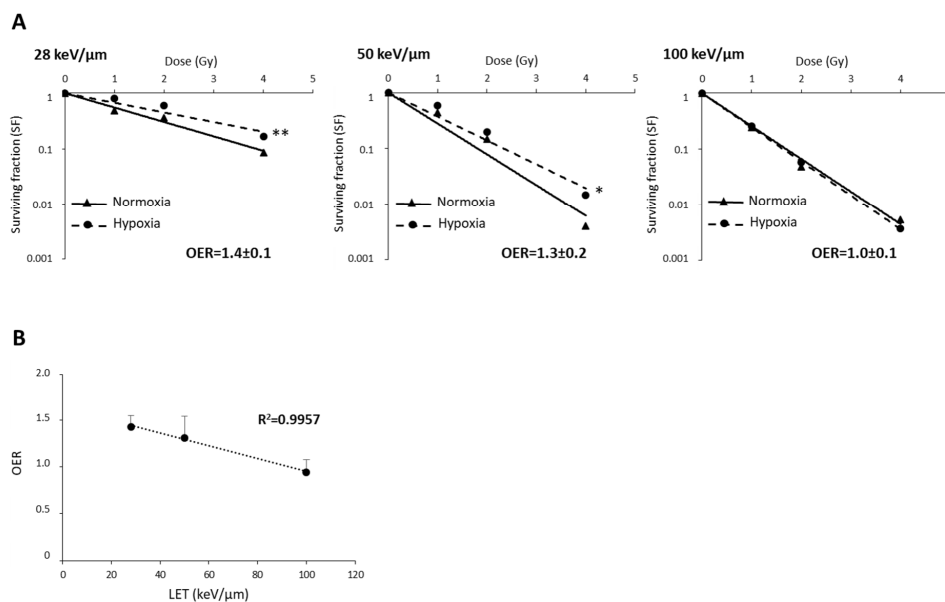 A
28 keV/µm
Dose (Gy)
0 1 2 3 4 5
1
0.1
0.01
0.001
Surviving fraction (SF)
**
Normoxia
Hypoxia
OER=1.4±0.1
50 keV/µm
Dose (Gy)
0 1 2 3 4 5
1
0.1
0.01
0.001
Surviving fraction (SF)
*
Normoxia
Hypoxia
OER=1.3±0.2
100 keV/µm
Dose (Gy)
0 1 2 3 4
1
0.1
0.01
0.001
Surviving fraction (SF)
Normoxia
Hypoxia
OER=1.0±0.1
B
2.0
1.5
1.0
0.5
0
OER
R²=0.9957
0 20 40 60 80 100 120
LET (keV/µm)